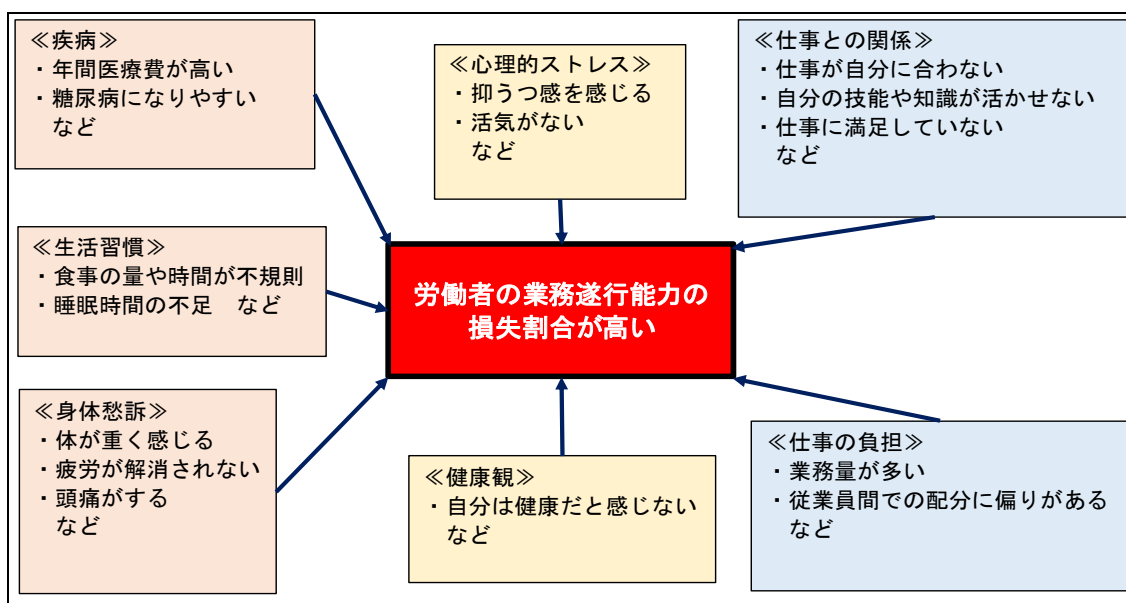 ≪疾病≫
・年間医療費が高い
・糖尿病になりやすい
など
≪心理的ストレス≫
・抑うつ感を感じる
・活気がない
など
≪仕事との関係≫
・仕事が自分に合わない
・自分の技能や知識が活かせない
・仕事に満足していない
など
≪生活習慣≫
・食事の量や時間が不規則
・睡眠時間の不足　など
労働者の業務遂行能力の
損失割合が高い
≪身体愁訴≫
・体が重く感じる
・疲労が解消されない
・頭痛がする
など
≪健康観≫
・自分は健康だと感じない
など
≪仕事の負担≫
・業務量が多い
・従業員間での配分に偏りがある
など